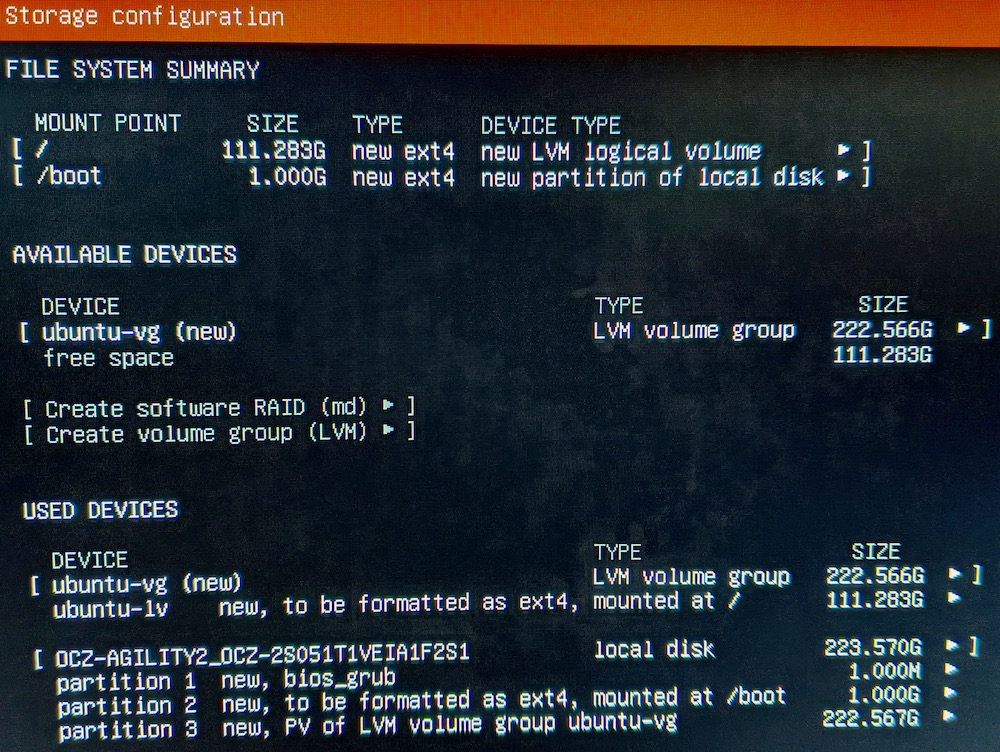 Storage configuration
FILE SYSTEM SUMMARY
MOUNT POINT SIZE TYPE DEVICE TYPE
[ / 111.283G new ext4 new LVM logical volume ▸ ]
[ /boot 1.000G new ext4 new partition of local disk ▸ ]
AVAILABLE DEVICES
DEVICE TYPE SIZE
[ ubuntu-vg (new) LVM volume group 222.566G ▸ ]
free space 111.283G
[ Create software RAID (md) ▸ ]
[ Create volume group (LVM) ▸ ]
USED DEVICES
DEVICE TYPE SIZE
[ ubuntu-vg (new) LVM volume group 222.566G ▸ ]
ubuntu-lv new, to be formatted as ext4, mounted at / 111.283G ▸
[ OCZ-AGILITY2_OCZ-2S051T1VEIA1F2S1 local disk 223.570G ▸ ]
partition 1 new, bios_grub 1.000M ▸
partition 2 new, to be formatted as ext4, mounted at /boot 1.000G ▸
partition 3 new, PV of LVM volume group ubuntu-vg 222.567G ▸